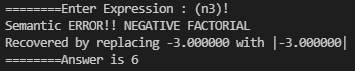 ========Enter Expression : (n3)!
Semantic ERROR!! NEGATIVE FACTORIAL
Recovered by replacing -3.000000 with |-3.000000|
========Answer is 6